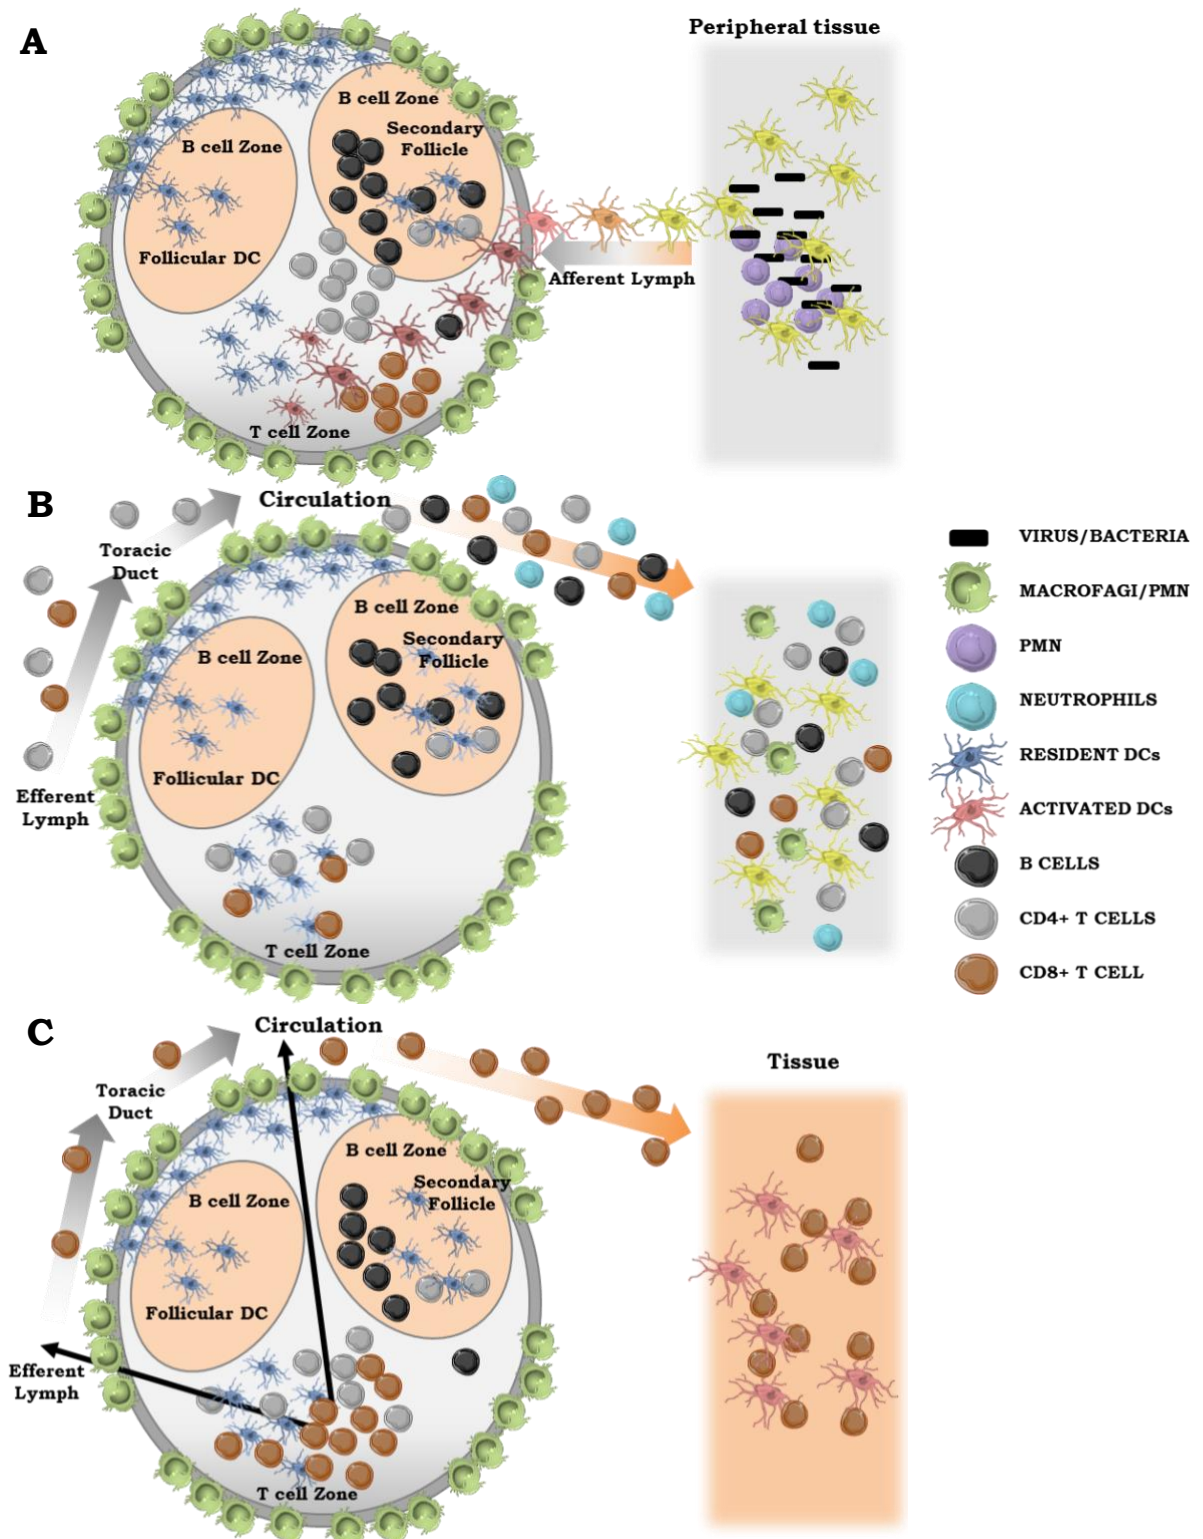 A
Peripheral tissue
B cell Zone
Secondary
Follicle
B cell Zone
Follicular DC
Afferent Lymph
T cell Zone
B
Circulation
Toracic
Duct
B cell Zone
Secondary
Follicle
B cell Zone
Follicular DC
Efferent
Lymph
T cell Zone
VIRUS/BACTERIA
MACROFAGI/PMN
PMN
NEUTROPHILS
RESIDENT DCs
ACTIVATED DCs
B CELLS
CD4+ T CELLS
CD8+ T CELL
C
Circulation
Tissue
Toracic
Duct
B cell Zone
Secondary
Follicle
B cell Zone
Follicular DC
Efferent
Lymph
T cell Zone